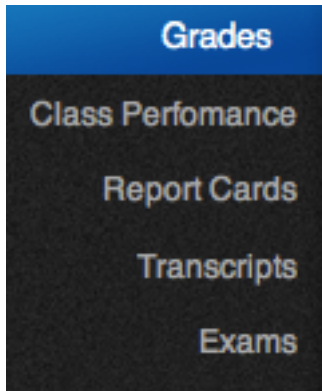 Grades
Class Perfomance
Report Cards
Transcripts
Exams